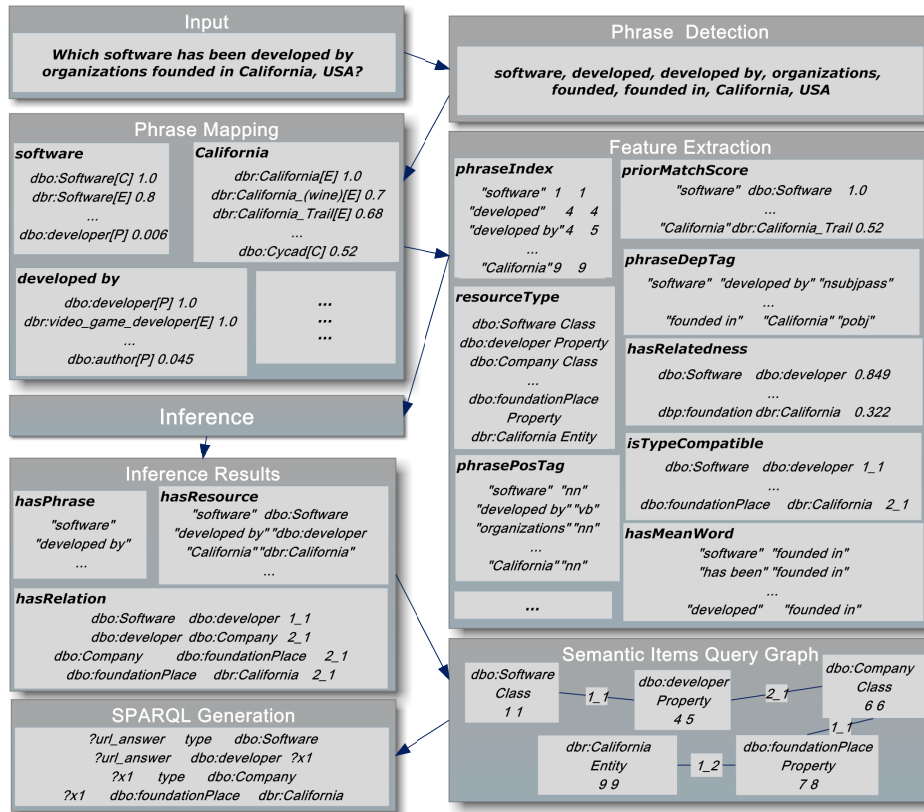 Input
Which software has been developed by
organizations founded in California, USA?
Phrase Detection
software, developed, developed by, organizations,
founded, founded in, California, USA
Phrase Mapping
software
dbo:Software[C] 1.0
dbr:Software[E] 0.8
...
dbo:developer[P] 0.006
California
dbr:California[E] 1.0
dbr:California_(wine)[E] 0.7
dbr:California_Trail[E] 0.68
...
dbo:Cycad[C] 0.52
developed by
dbo:developer[P] 1.0
dbr:video_game_developer[E] 1.0
...
dbo:author[P] 0.045
...
...
...
Feature Extraction
phraseIndex
"software" 1 1
"developed" 4 4
"developed by" 4 5
...
"California" 9 9
resourceType
dbo:Software Class
dbo:developer Property
dbo:Company Class
...
dbo:foundationPlace
Property
dbr:California Entity
phrasePosTag
"software" "nn"
"developed by" "vb"
"organizations" "nn"
...
"California" "nn"
...
priorMatchScore
"software" dbo:Software 1.0
...
"California" dbr:California_Trail 0.52
phraseDepTag
"software" "developed by" "nsubjpass"
...
"founded in" "California" "pobj"
hasRelatedness
dbo:Software dbo:developer 0.849
...
dbp:foundation dbr:California 0.322
isTypeCompatible
dbo:Software dbo:developer 1_1
...
dbo:foundationPlace dbr:California 2_1
hasMeanWord
"software" "founded in"
"has been" "founded in"
...
"developed" "founded in"
Inference
Inference Results
hasPhrase
"software"
"developed by"
...
hasResource
"software" dbo:Software
"developed by" "dbo:developer
"California" "dbr:California"
...
hasRelation
dbo:Software dbo:developer 1_1
dbo:developer dbo:Company 2_1
dbo:Company dbo:foundationPlace 2_1
dbo:foundationPlace dbr:California 2_1
Semantic Items Query Graph
dbo:Software
Class
1 1
1_1
dbo:developer
Property
4 5
2_1
dbo:Company
Class
6 6
1_1
dbr:California
Entity
9 9
1_2
dbo:foundationPlace
Property
7 8
SPARQL Generation
?url_answer type dbo:Software
?url_answer dbo:developer ?x1
?x1 type dbo:Company
?x1 dbo:foundationPlace dbr:California